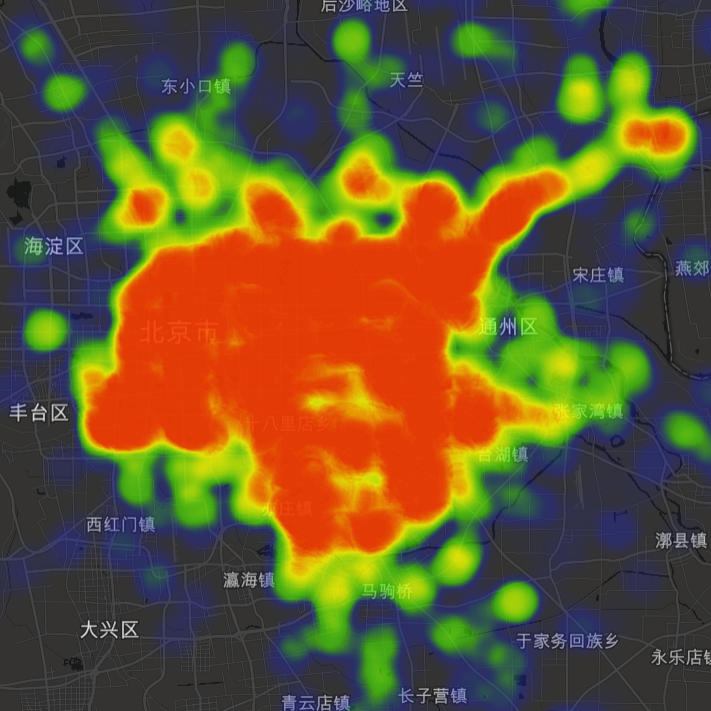 后沙峪地区
天竺
东小口镇
海淀区
宋庄镇
燕郊
北京市
通州区
丰台区
张家湾镇
十八里店乡
台湖镇
西红门镇
漷县镇
瀛海镇
马驹桥
大兴区
于家务回族乡
永乐店镇
青云店镇
长子营镇